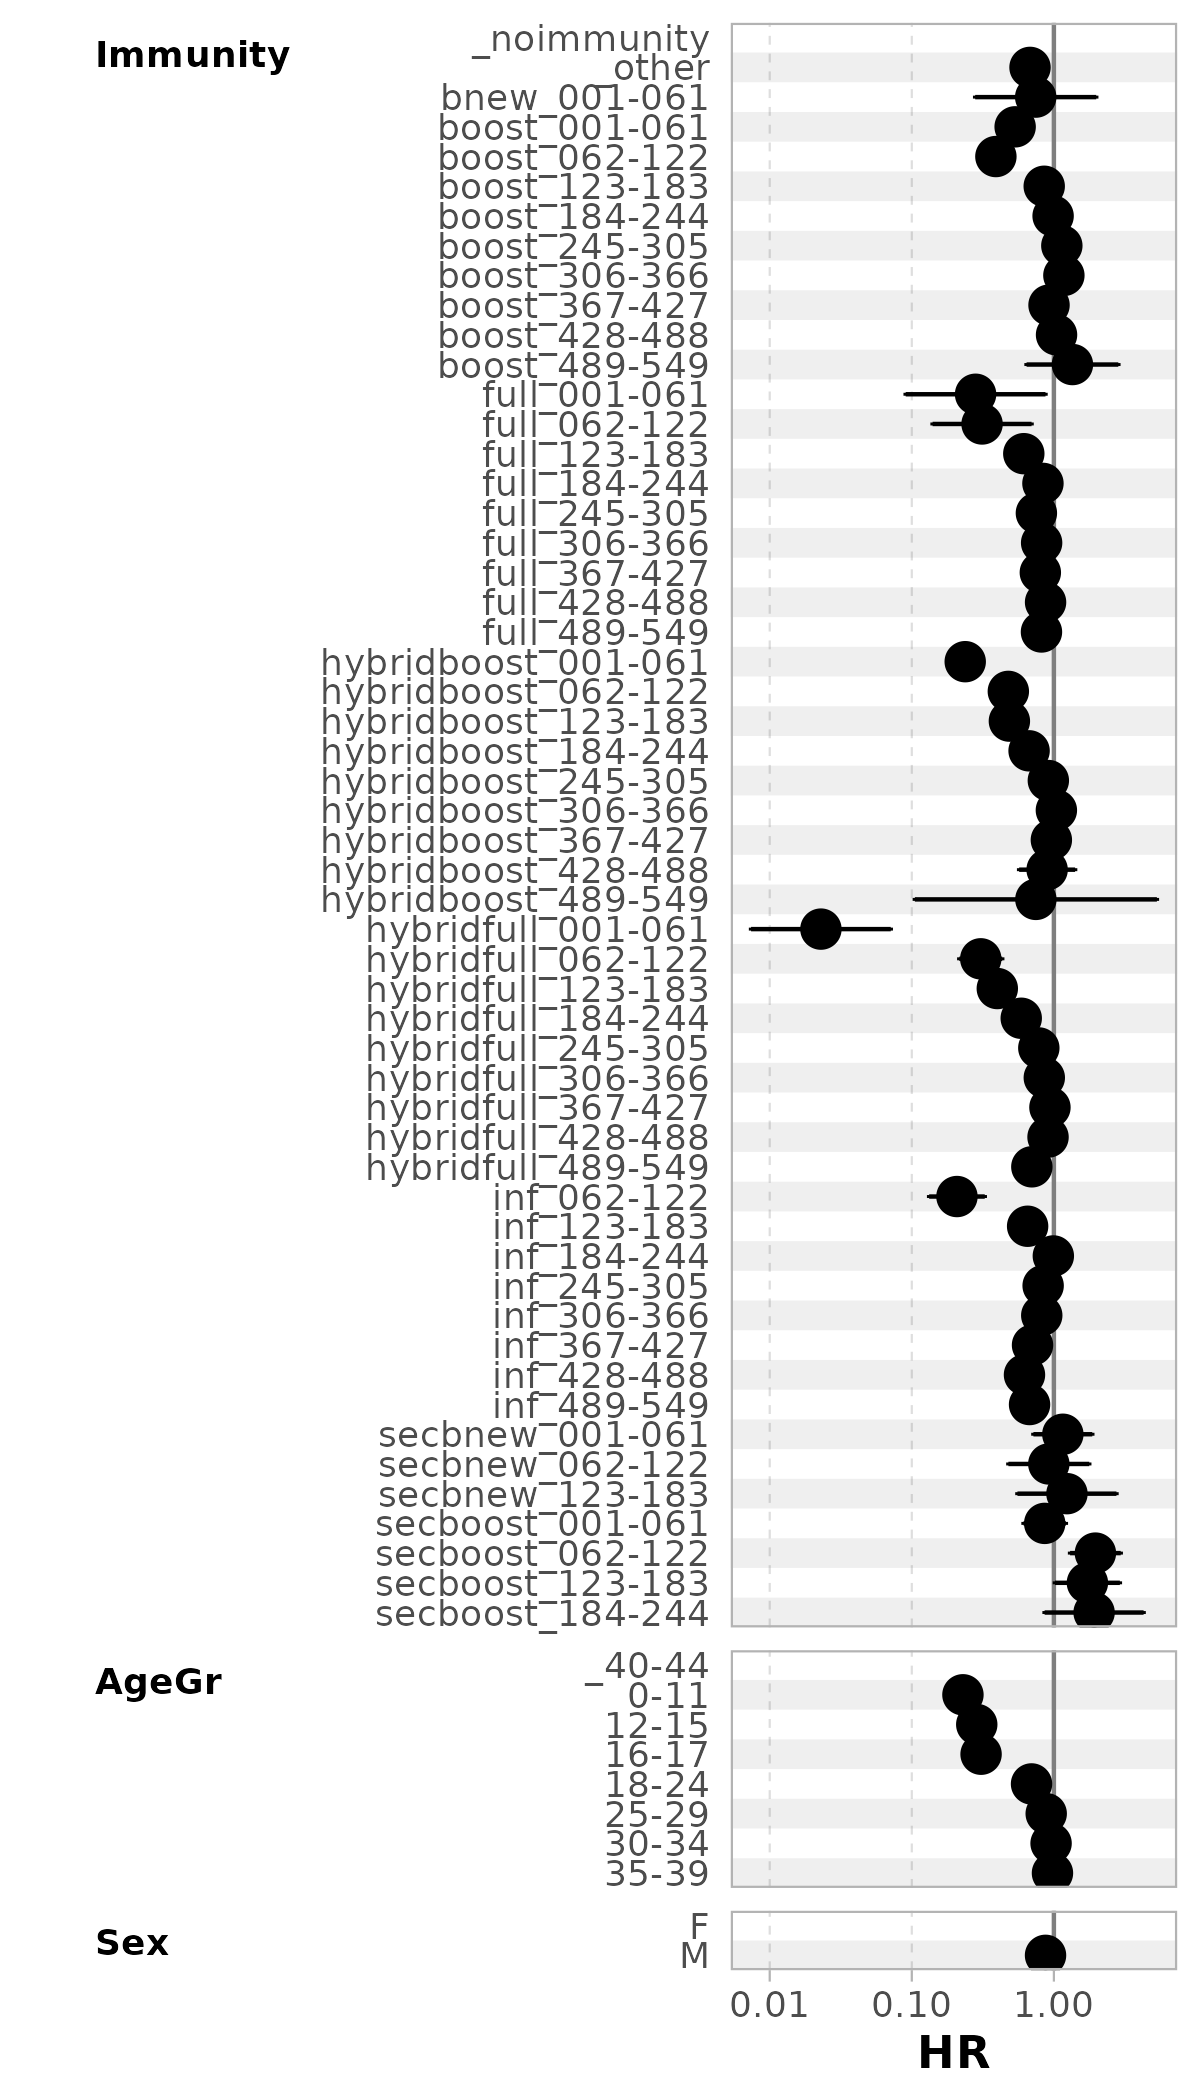 Immunity
_noimmunity
_other
bnew_001-061
boost_001-061
boost_062-122
boost_123-183
boost_184-244
boost_245-305
boost_306-366
boost_367-427
boost_428-488
boost_489-549
full_001-061
full_062-122
full_123-183
full_184-244
full_245-305
full_306-366
full_367-427
full_428-488
full_489-549
hybridboost_001-061
hybridboost_062-122
hybridboost_123-183
hybridboost_184-244
hybridboost_245-305
hybridboost_306-366
hybridboost_367-427
hybridboost_428-488
hybridboost_489-549
hybridfull_001-061
hybridfull_062-122
hybridfull_123-183
hybridfull_184-244
hybridfull_245-305
hybridfull_306-366
hybridfull_367-427
hybridfull_428-488
hybridfull_489-549
inf_062-122
inf_123-183
inf_184-244
inf_245-305
inf_306-366
inf_367-427
inf_428-488
inf_489-549
secbnew_001-061
secbnew_062-122
secbnew_123-183
secboost_001-061
secboost_062-122
secboost_123-183
secboost_184-244
AgeGr
_40-44
0-11
12-15
16-17
18-24
25-29
30-34
35-39
Sex
F
M
0.01 0.10 1.00
HR